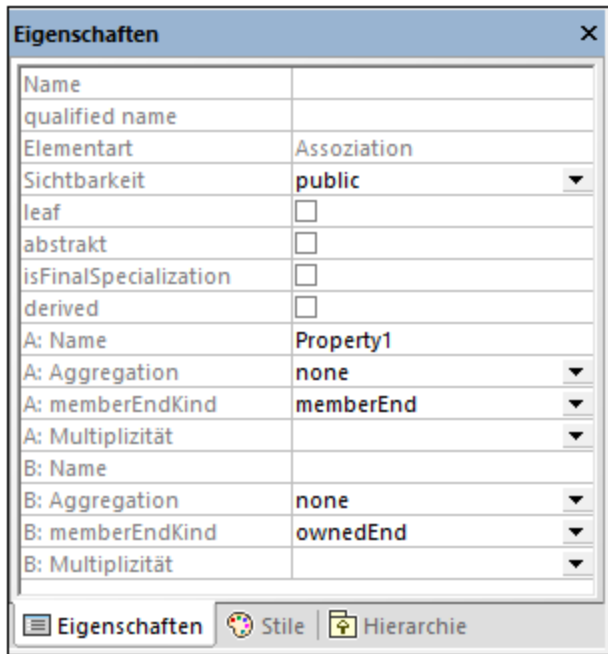 Eigenschaften
Name
qualified name
Elementart Assoziation
Sichtbarkeit public
leaf
abstrakt
isFinalSpecialization
derived
A: Name Property1
A: Aggregation none
A: memberEndKind memberEnd
A: Multiplizität
B: Name
B: Aggregation none
B: memberEndKind ownedEnd
B: Multiplizität
Eigenschaften Stile Hierarchie